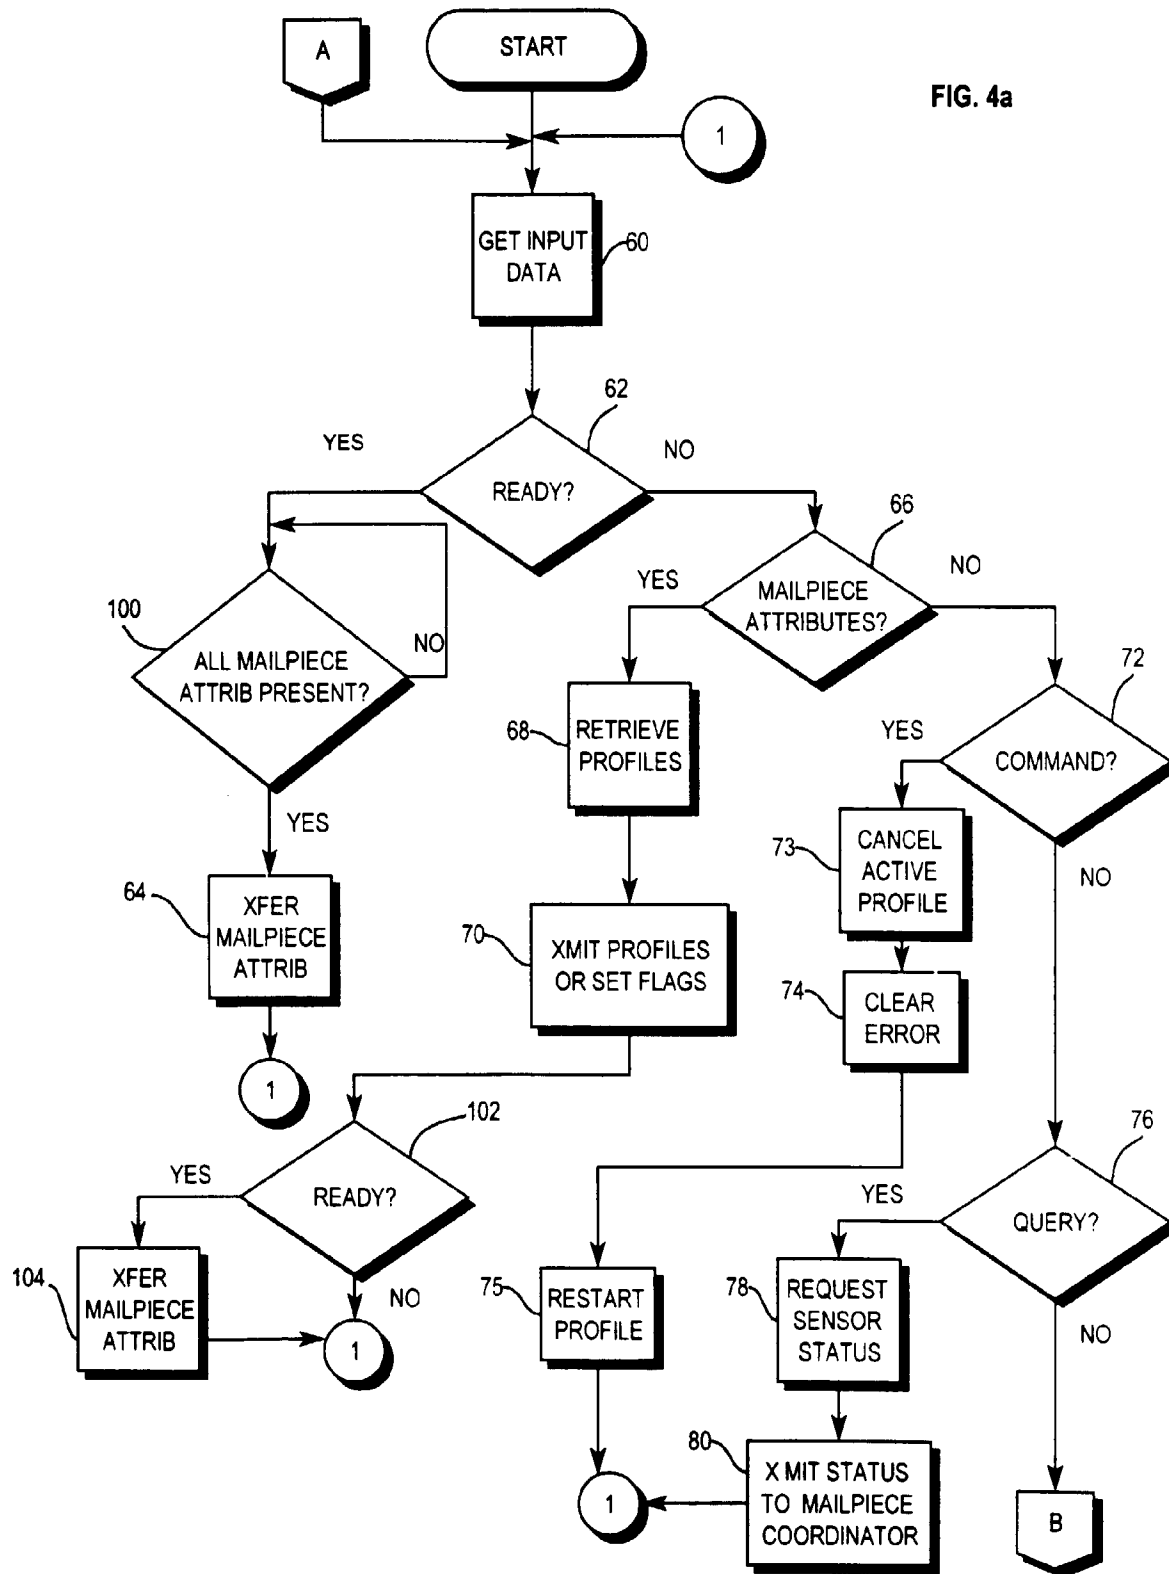 A
START
FIG. 4a
1
GET INPUT
DATA
60
62
YES
NO
READY?
66
YES
NO
MAILPIECE
ATTRIBUTES?
100
NO
ALL MAILPIECE
ATTRIB PRESENT?
72
68
RETRIEVE
PROFILES
YES
COMMAND?
YES
73
CANCEL
ACTIVE
PROFILE
NO
64
XFER
MAILPIECE
ATTRIB
70
XMIT PROFILES
OR SET FLAGS
74
CLEAR
ERROR
1
102
76
YES
READY?
YES
QUERY?
104
XFER
MAILPIECE
ATTRIB
NO
1
75
RESTART
PROFILE
78
REQUEST
SENSOR
STATUS
NO
80
X MIT STATUS
TO MAILPIECE
COORDINATOR
1
B